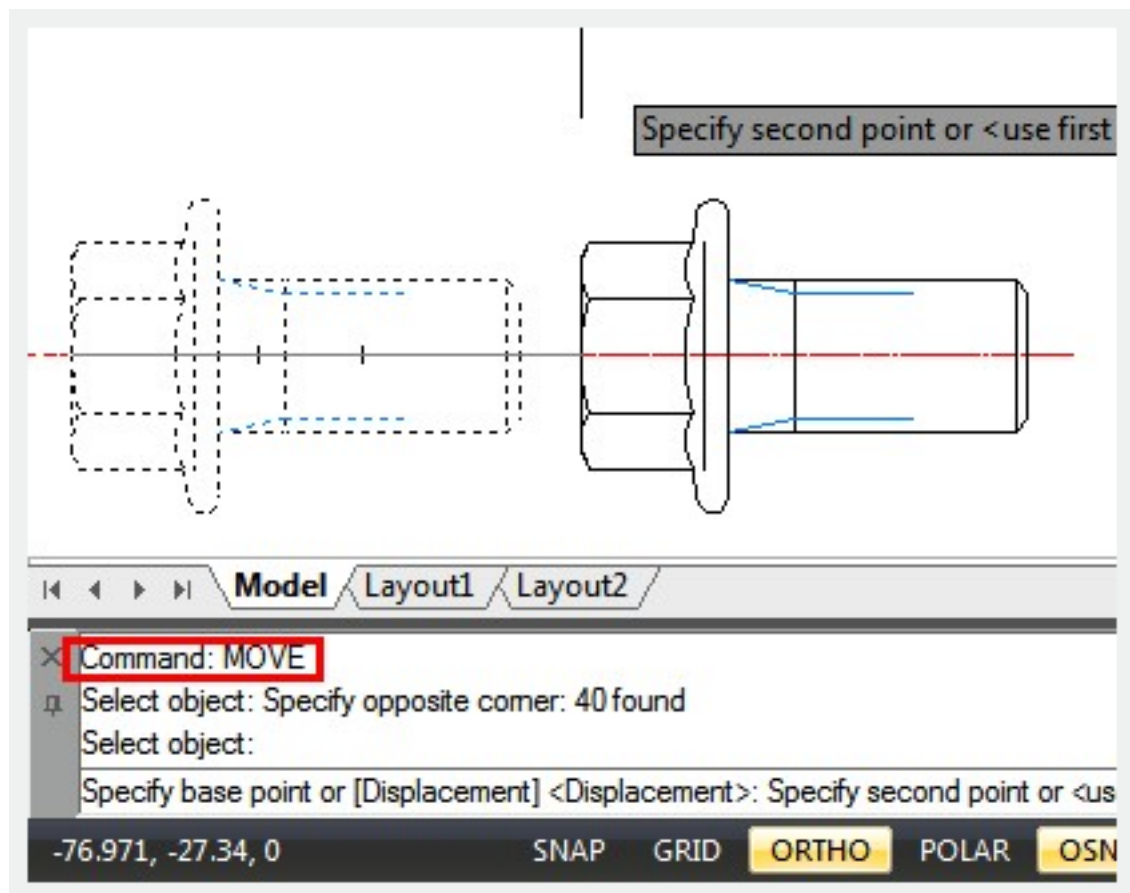 Specify second point or <use first
Model Layout1 Layout2
Command: MOVE
Select object: Specify opposite corner: 40 found
Select object:
Specify base point or [Displacement] <Displacement>: Specify second point or <us
-76.971, -27.34, 0 SNAP GRID ORTHO POLAR OSN